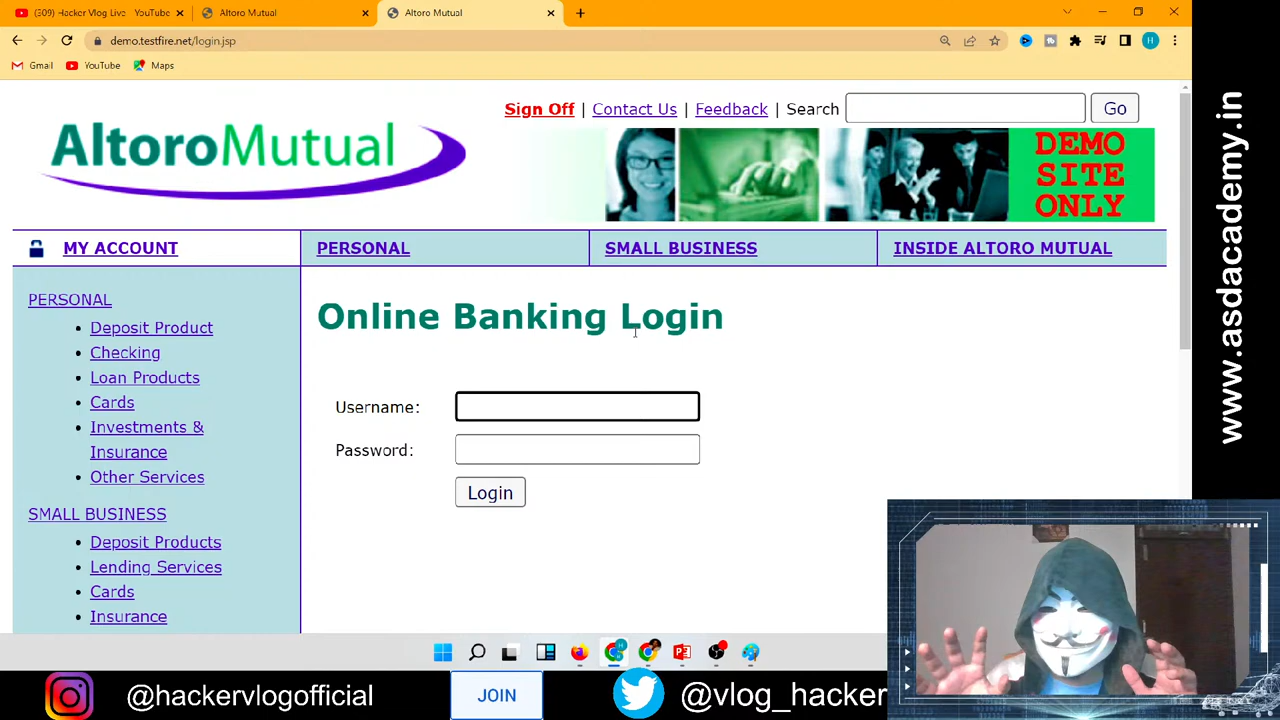 (309) Hacker Vlog Live YouTube
Altoro Mutual
Altoro Mutual
demo.testfire.net/login.jsp
Gmail YouTube Maps
Sign Off | Contact Us | Feedback | Search Go
AltoroMutual
DEMO
SITE
ONLY
MY ACCOUNT PERSONAL SMALL BUSINESS INSIDE ALTORO MUTUAL
PERSONAL
• Deposit Product
• Checking
• Loan Products
• Cards
• Investments &
Insurance
• Other Services
SMALL BUSINESS
• Deposit Products
• Lending Services
• Cards
• Insurance
Online Banking Login
Username:
Password:
Login
www.asdacademy.in
@hackervlogofficial JOIN @vlog_hacker